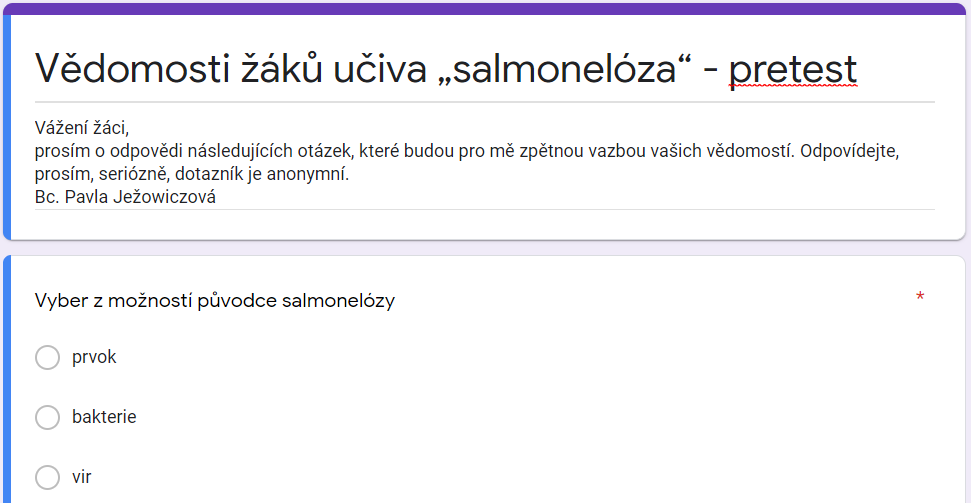 Vědomosti žáků učiva „salmonelóza“ - pretest
Vážení žáci,
prosím o odpovědi následujících otázek, které budou pro mě zpětnou vazbou vašich vědomostí. Odpovídejte,
prosím, seriózně, dotazník je anonymní.
Bc. Pavla Ježowiczová
Vyber z možností původce salmonelózy *
prvok
bakterie
vir